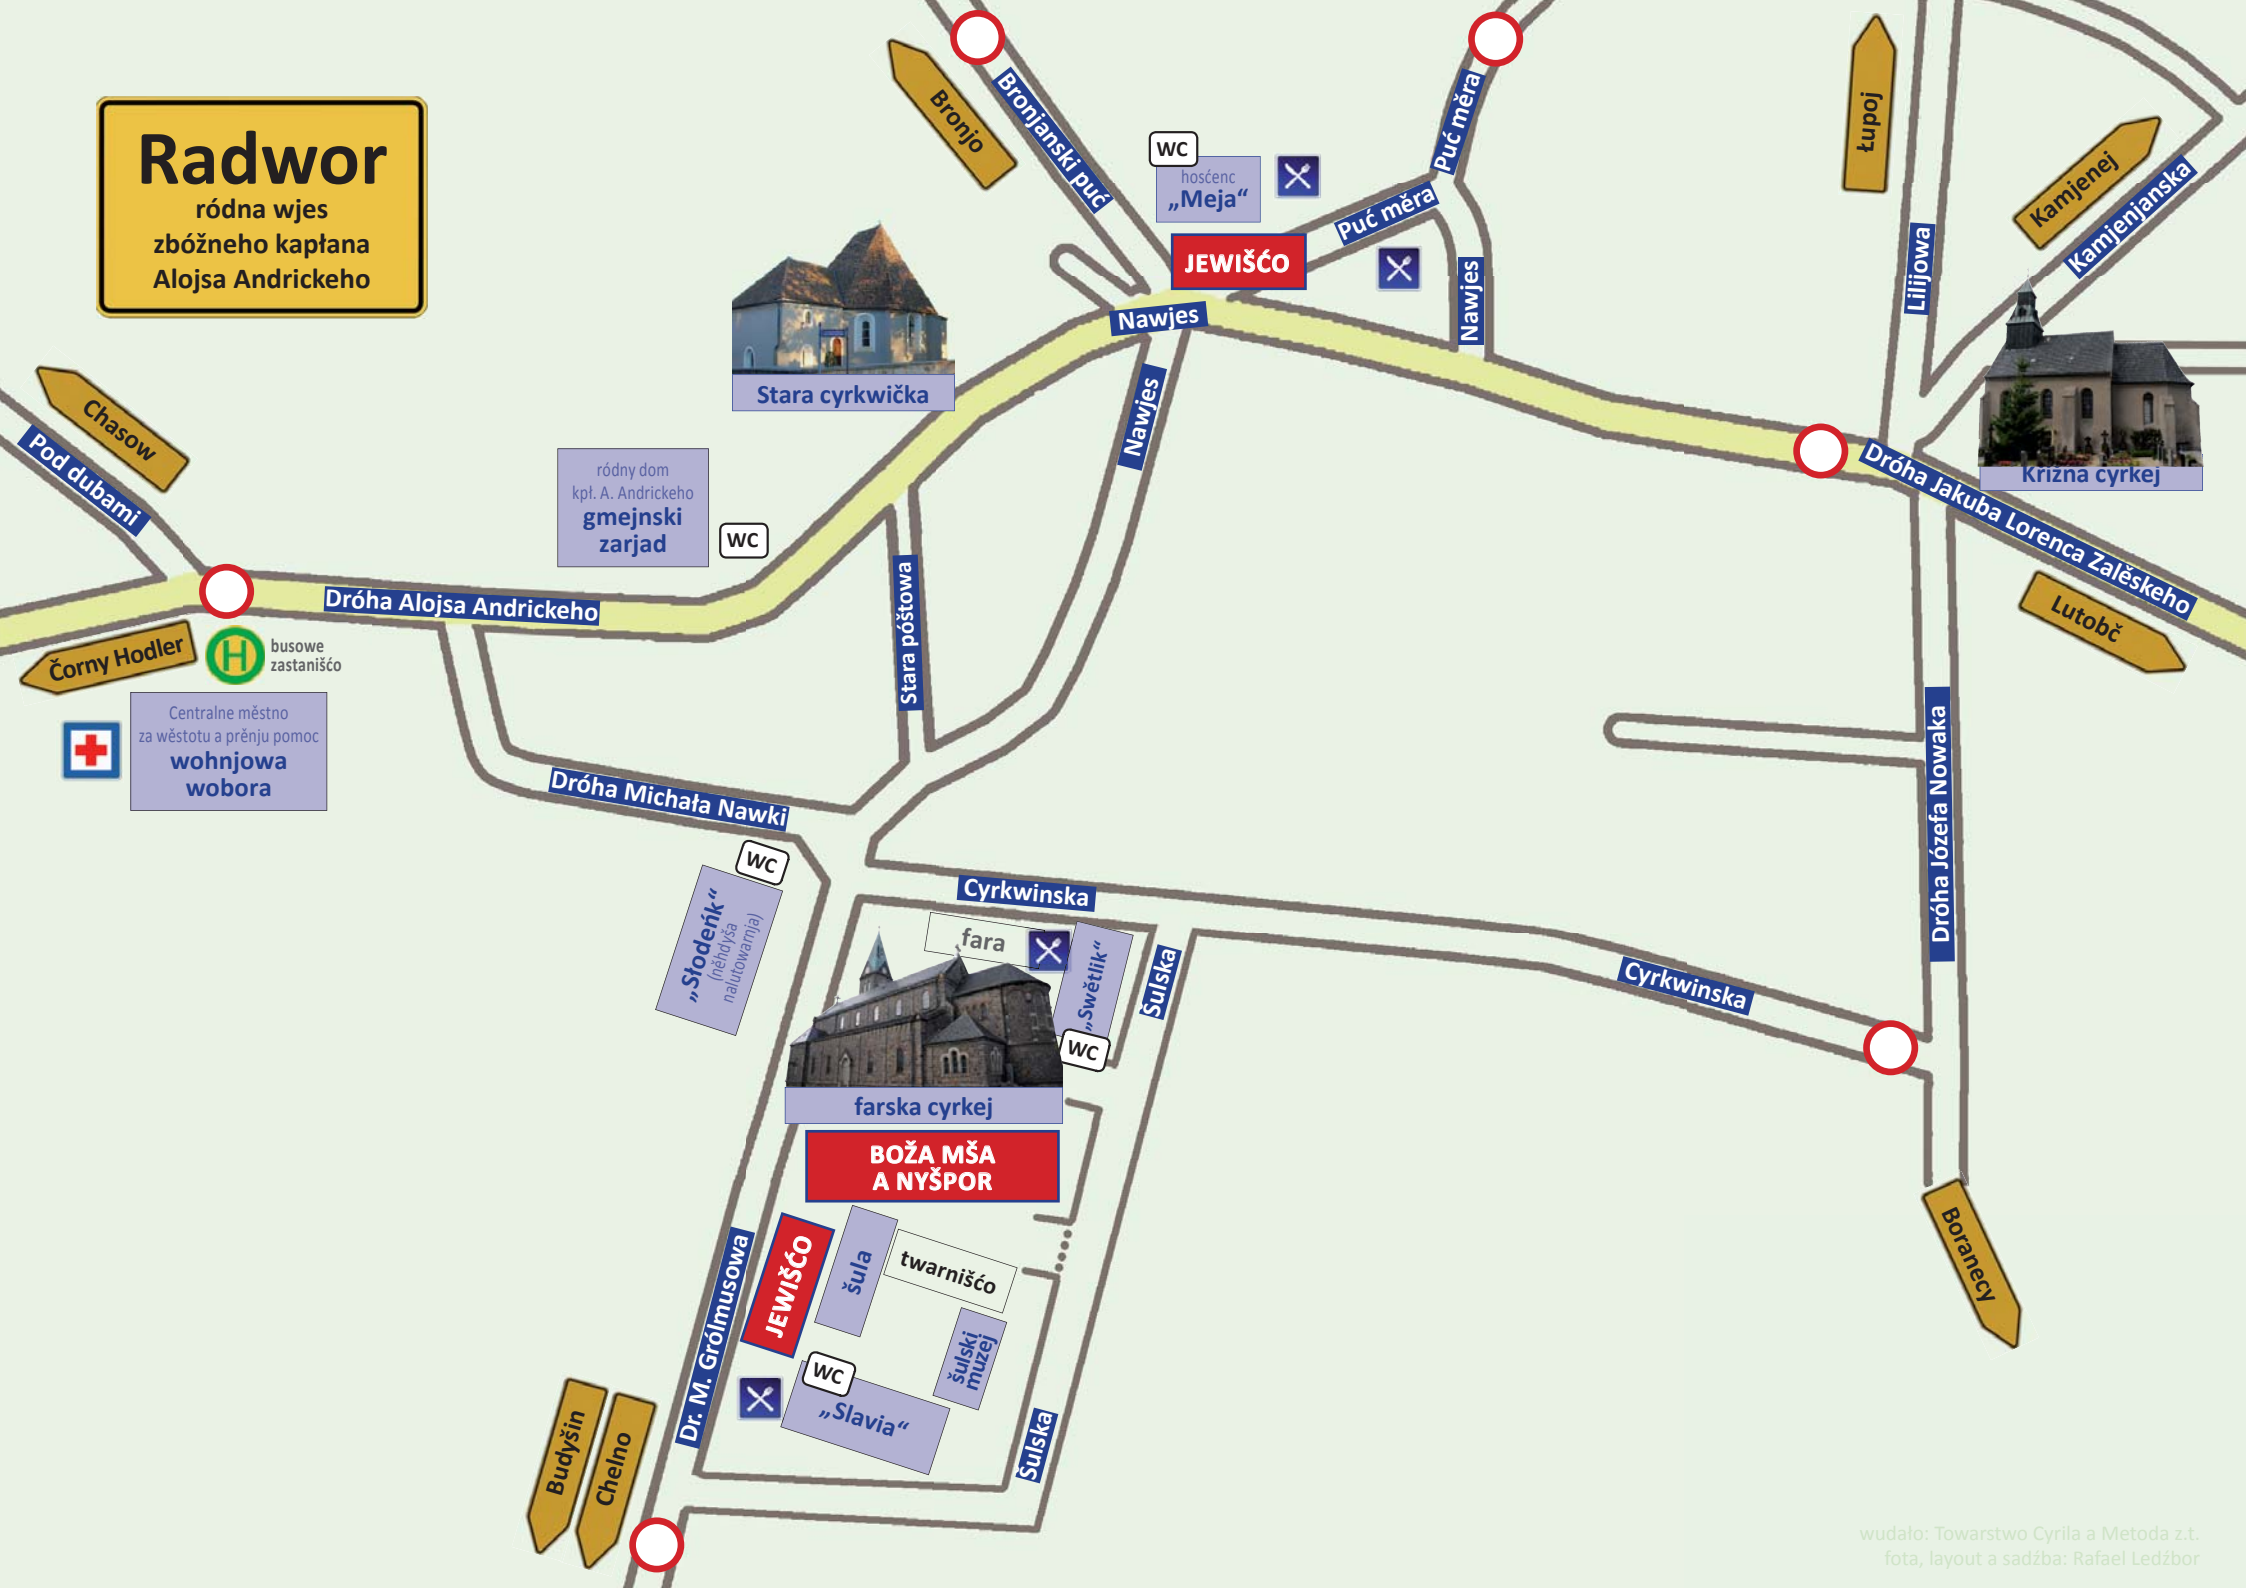 Radwor
ródna wjes
zbóžneho kapłana
Alojsa Andrickeho
Bronjo
Bronjanski puć
WC
hosćenc
„Meja“
JEWIŠĆO
Puć měra
Puć měra
Nawjes
Nawjes
Nawjes
Łupoj
Lilijowa
Kamjenej
Kamjenjanska
Stara cyrkwička
Križna cyrkej
Chasow
Pod dubami
ródny dom
kpł. A. Andrickeho
gmejnski
zarjad
WC
Dróha Jakuba Lorenca Zalěskeho
Lutobč
Dróha Alojsa Andrickeho
Čorny Hodler
H
busowe
zastanišćo
Stara póštowa
Centralne městno
za wěstotu a prěnju pomoc
wohnjowa
wobora
Dróha Michała Nawki
Dróha Józefa Nowaka
WC
„Słodeńk“
(něhdyša
nalutowarnja)
Cyrkwinska
fara
„Swětlik“
WC
Šulska
Cyrkwinska
farska cyrkej
BOŽA MŠA
A NYŠPOR
JEWIŠĆO
šula
twarnišćo
šulski
muzej
WC
„Slavia“
Dr. M. Grólmusowa
Šulska
Boranecy
Budyšin
Chelno
wudało: Towarstwo Cyrila a Metoda z.t.
fota, layout a sadźba: Rafael Ledźbor